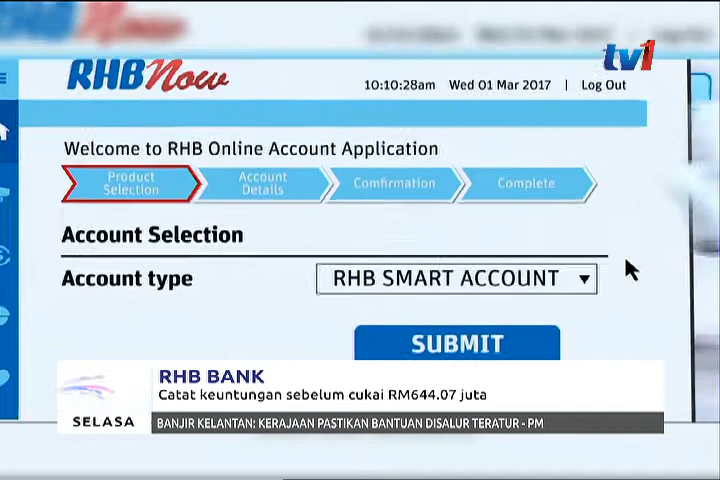 tv1
RHB Now
10:10:28am Wed 01 Mar 2017 | Log Out
Welcome to RHB Online Account Application
Product Selection
Account Details
Comfirmation
Complete
Account Selection
Account type
RHB SMART ACCOUNT
SUBMIT
RHB BANK
Catat keuntungan sebelum cukai RM644.07 juta
SELASA
BANJIR KELANTAN: KERAJAAN PASTIKAN BANTUAN DISALUR TERATUR - PM